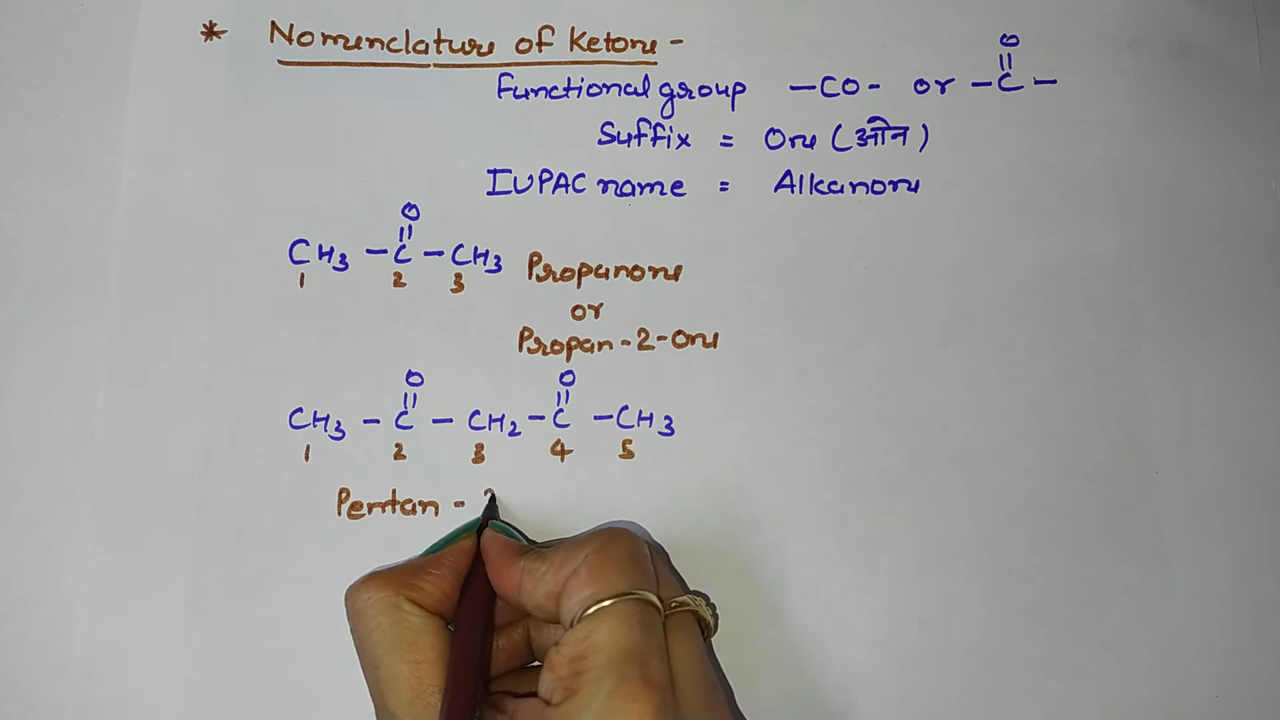 * Nomenclature of Ketone -
Functional group -CO- or -C-
O
||
Suffix = One (ओन)
IUPAC name = Alkanone
O
||
CH3 - C - CH3
1 2 3
Propanone
or
Propan-2-One
O O
|| ||
CH3 - C - CH2 - C - CH3
1 2 3 4 5
Pentan -